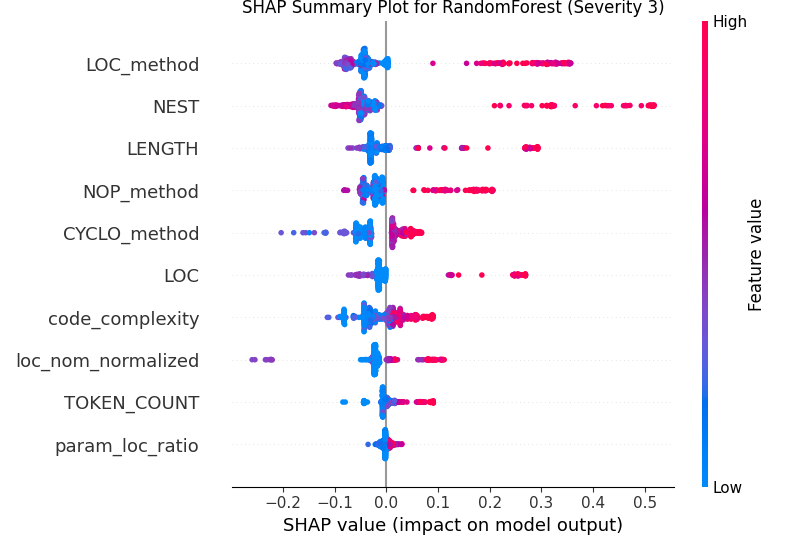 SHAP Summary Plot for RandomForest (Severity 3)
High
LOC_method
NEST
LENGTH
NOP_method
CYCLO_method
LOC
code_complexity
loc_nom_normalized
TOKEN_COUNT
param_loc_ratio
Feature value
Low
−0.2 −0.1 0.0 0.1 0.2 0.3 0.4 0.5
SHAP value (impact on model output)